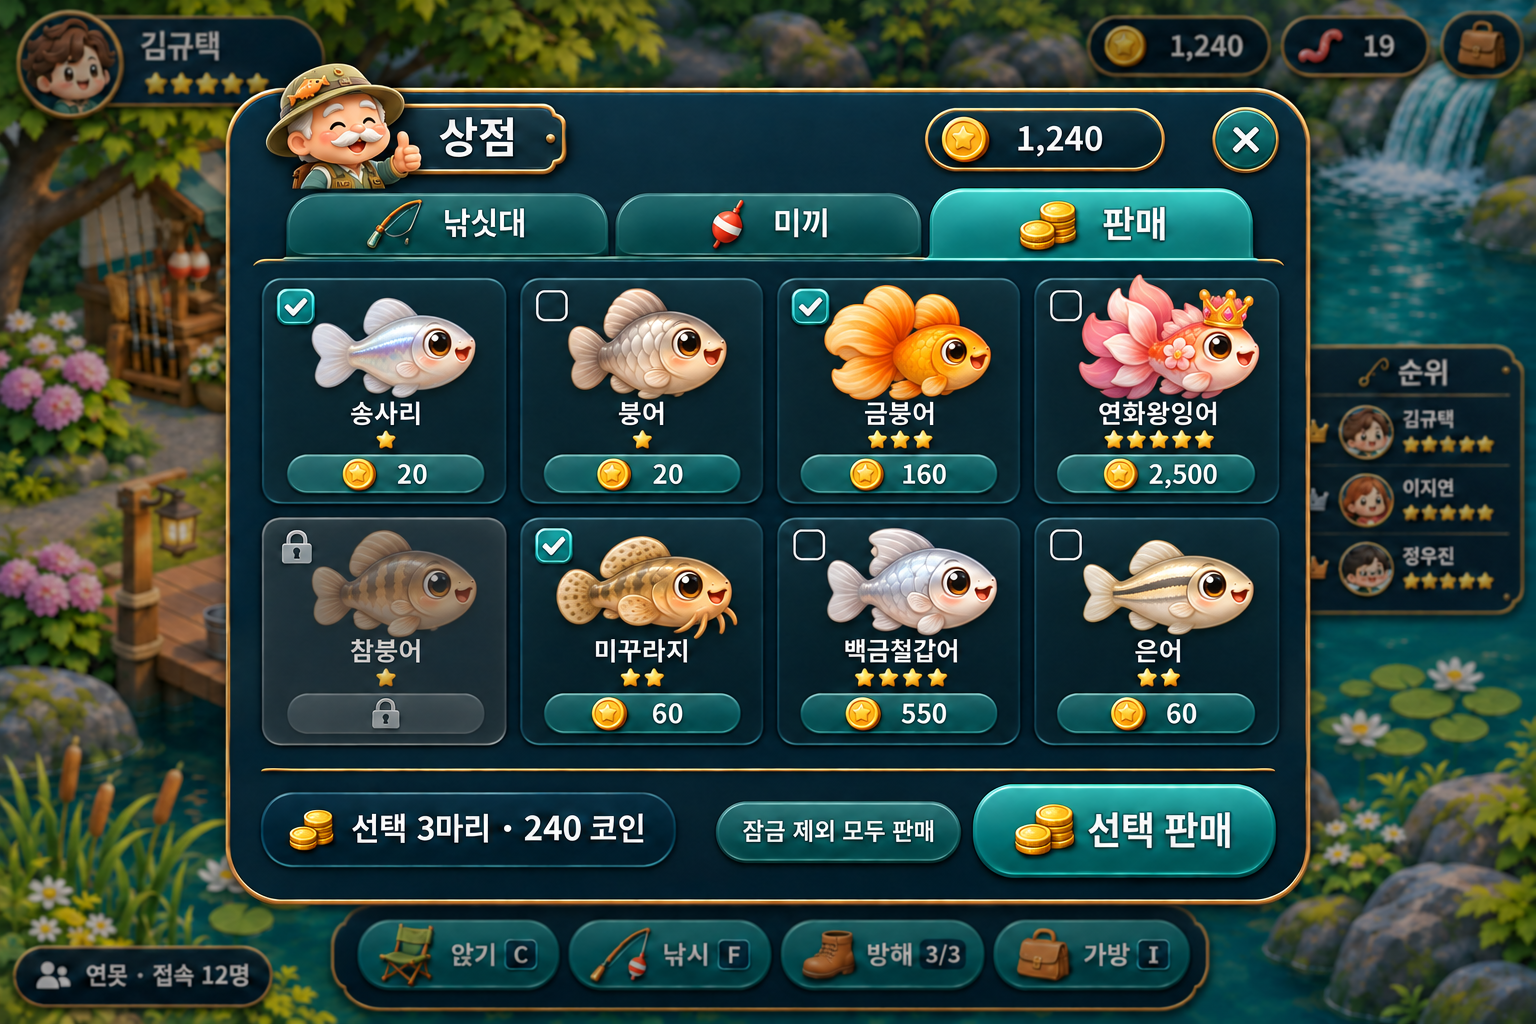 김규택
1,240
19
상점
1,240
낚싯대
미끼
판매
송사리
20
붕어
20
금붕어
160
연화왕잉어
2,500
참붕어
미꾸라지
60
백금철갑어
550
은어
60
선택 3마리 · 240 코인
잠금 제외 모두 판매
선택 판매
순위
김규택
이지연
정우진
연못 · 접속 12명
앉기 C
낚시 F
방해 3/3
가방 I